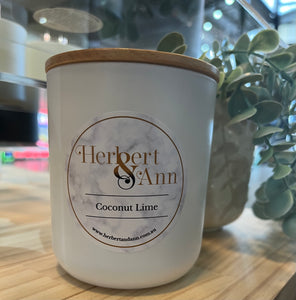 Herbert
& Ann
Coconut Lime
www.herbertandann.com.au